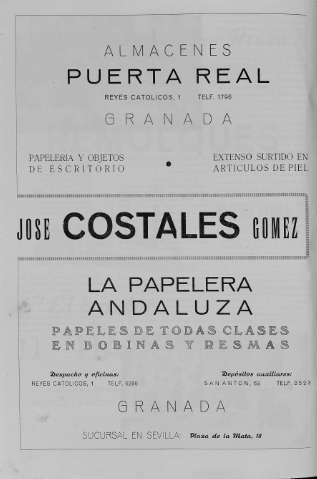 ALMACENES
PUERTA REAL
REYES CATOLICOS, 1 TELF. 1796
GRANADA
PAPELERIA Y OBJETOS DE ESCRITORIO
EXTENSO SURTIDO EN ARTICULOS DE PIEL
JOSE COSTALES GOMEZ
LA PAPELERA
ANDALUZA
PAPELES DE TODAS CLASES
EN BOBINAS Y RESMAS
Despacho y oficinas: Depósitos auxiliares:
REYES CATOLICOS, 1 TELF. SAN ANTON, TELF.
GRANADA
SUCURSAL EN SEVILLA: Plaza de la Mata, 18